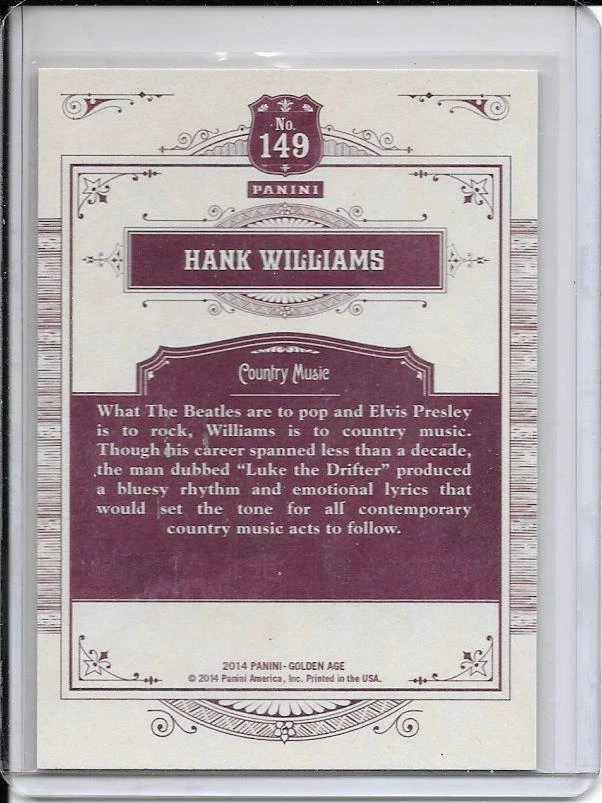 No.
149
PANINI
HANK WILLIAMS
Country Music
What The Beatles are to pop and Elvis Presley
is to rock, Williams is to country music.
Though his career spanned less than a decade,
the man dubbed “Luke the Drifter” produced
a bluesy rhythm and emotional lyrics that
would set the tone for all contemporary
country music acts to follow.
2014 PANINI- GOLDEN AGE
© 2014 Panini America, Inc. Printed in the USA.